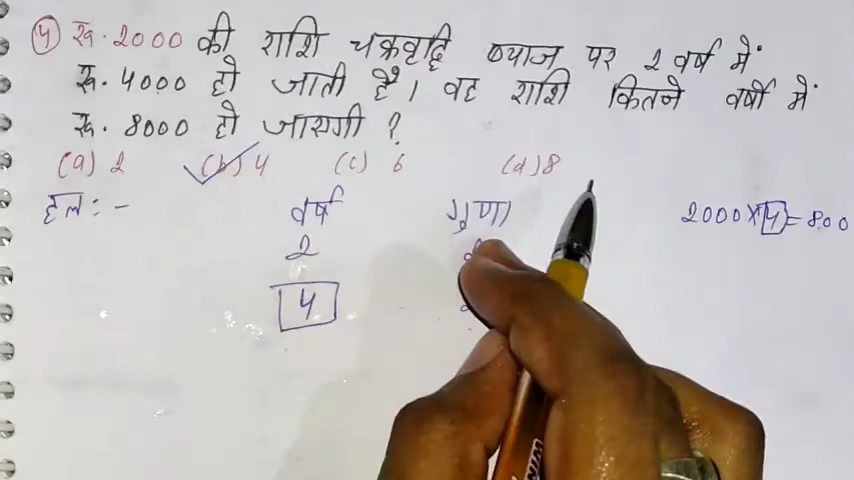 (4) रू. 2000 की राशि चक्रवृद्धि ब्याज पर 2 वर्ष में
रू. 4000 हो जाती है। वह राशि कितने वर्षों में
रू. 8000 हो जाएगी ?
(a) 2 (b) 4 (c) 6 (d) 8
हल :- वर्ष गुणा 2000×4=800
2
4